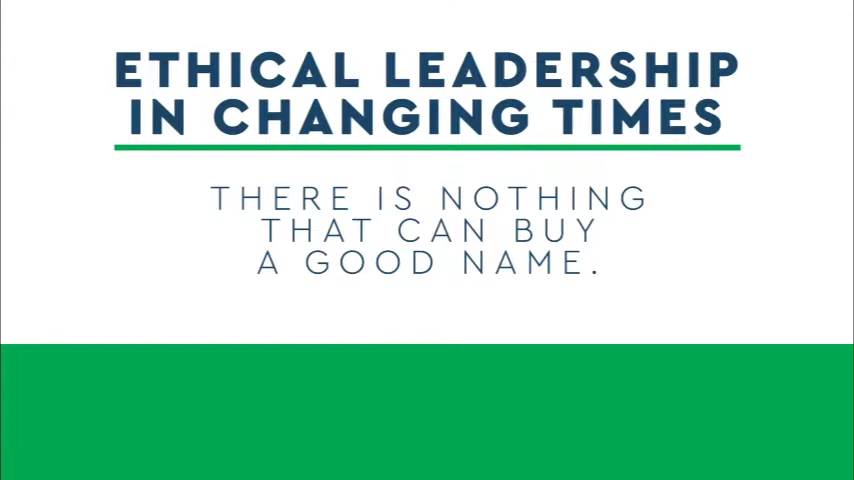 ETHICAL LEADERSHIP
IN CHANGING TIMES
THERE IS NOTHING
THAT CAN BUY
A GOOD NAME.